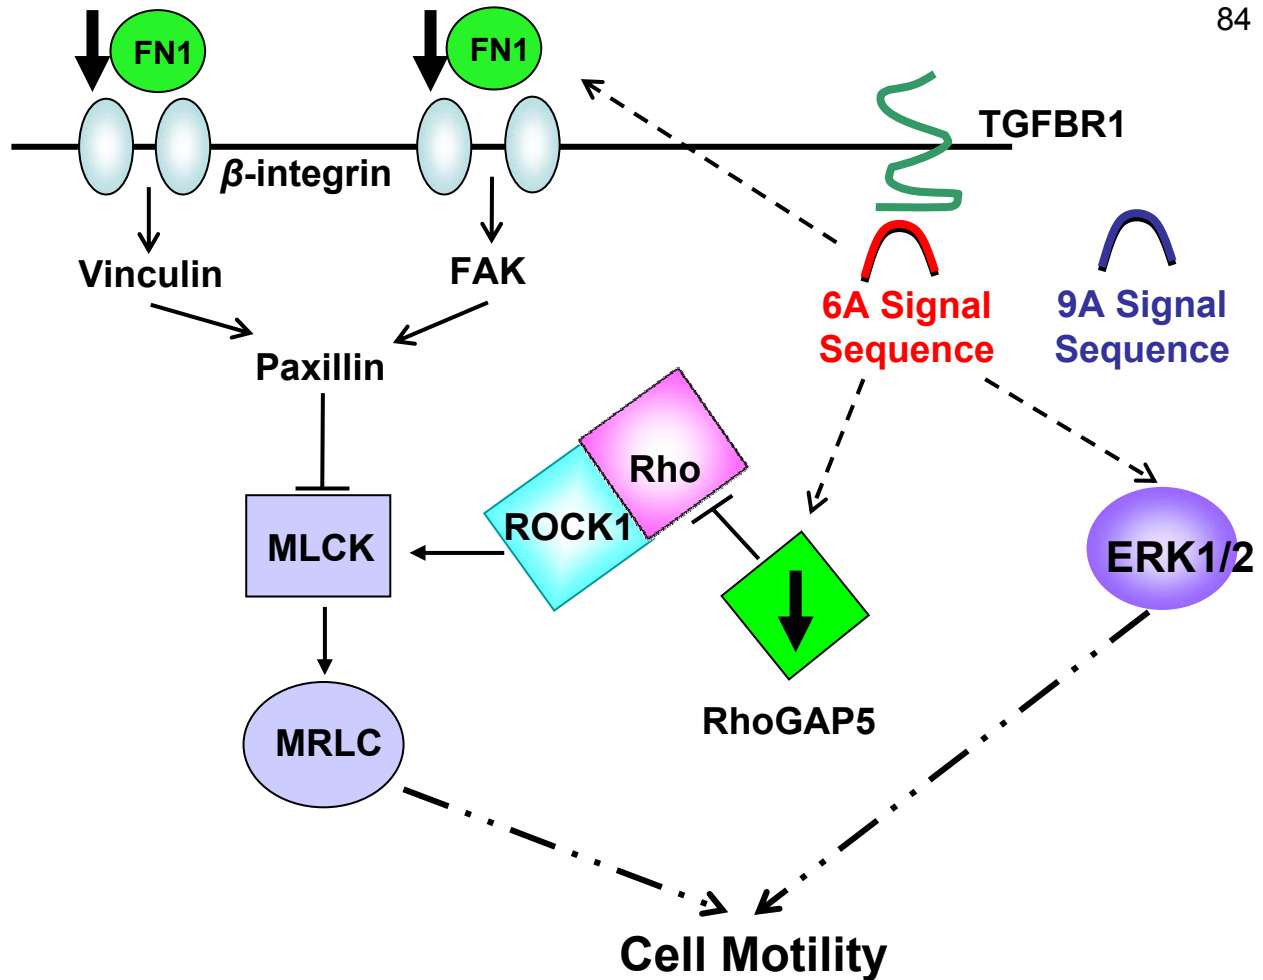 84
FN1
FN1
TGFBR1
β-integrin
Vinculin
FAK
6A Signal
Sequence
9A Signal
Sequence
Paxillin
Rho
ROCK1
MLCK
ERK1/2
RhoGAP5
MRLC
Cell Motility